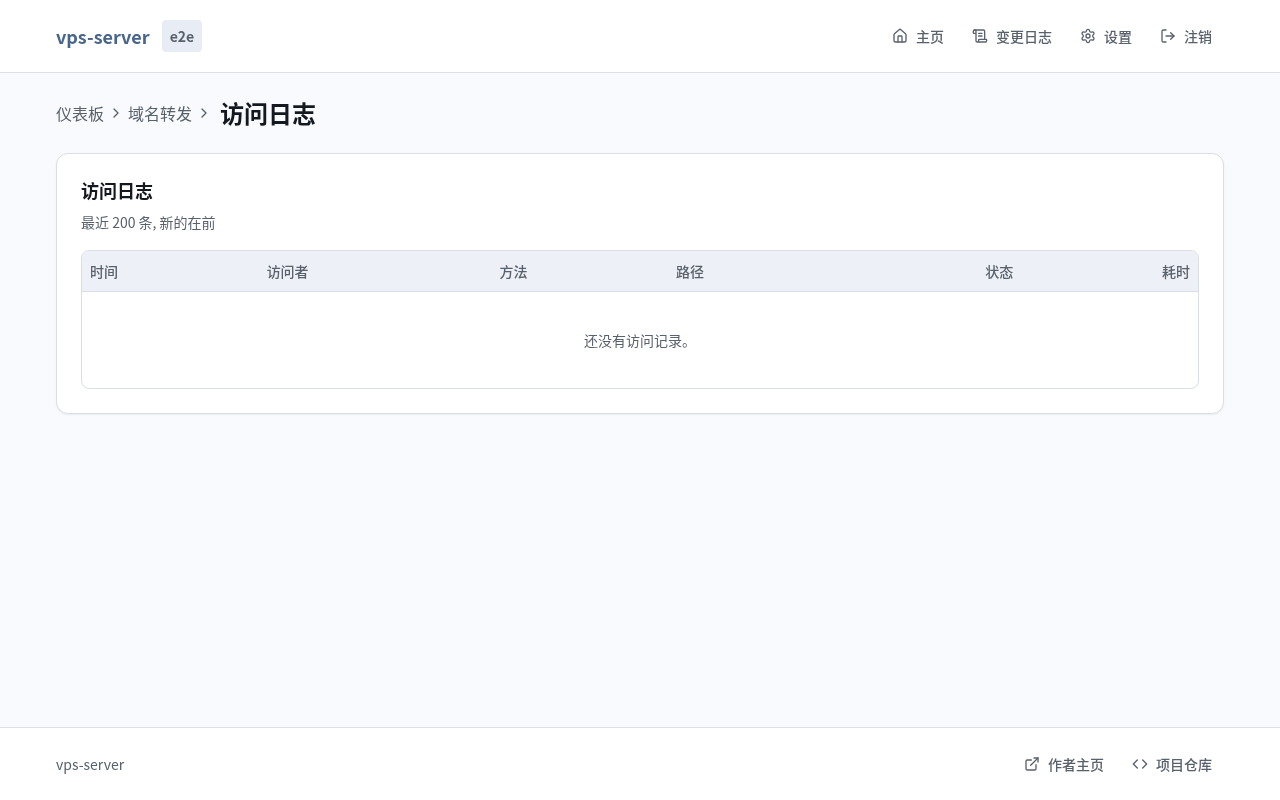 vps-server e2e 主页 变更日志 设置 注销
仪表板 域名转发 访问日志
访问日志
最近 200 条, 新的在前
时间 访问者 方法 路径 状态 耗时
还没有访问记录。
vps-server 作者主页 项目仓库